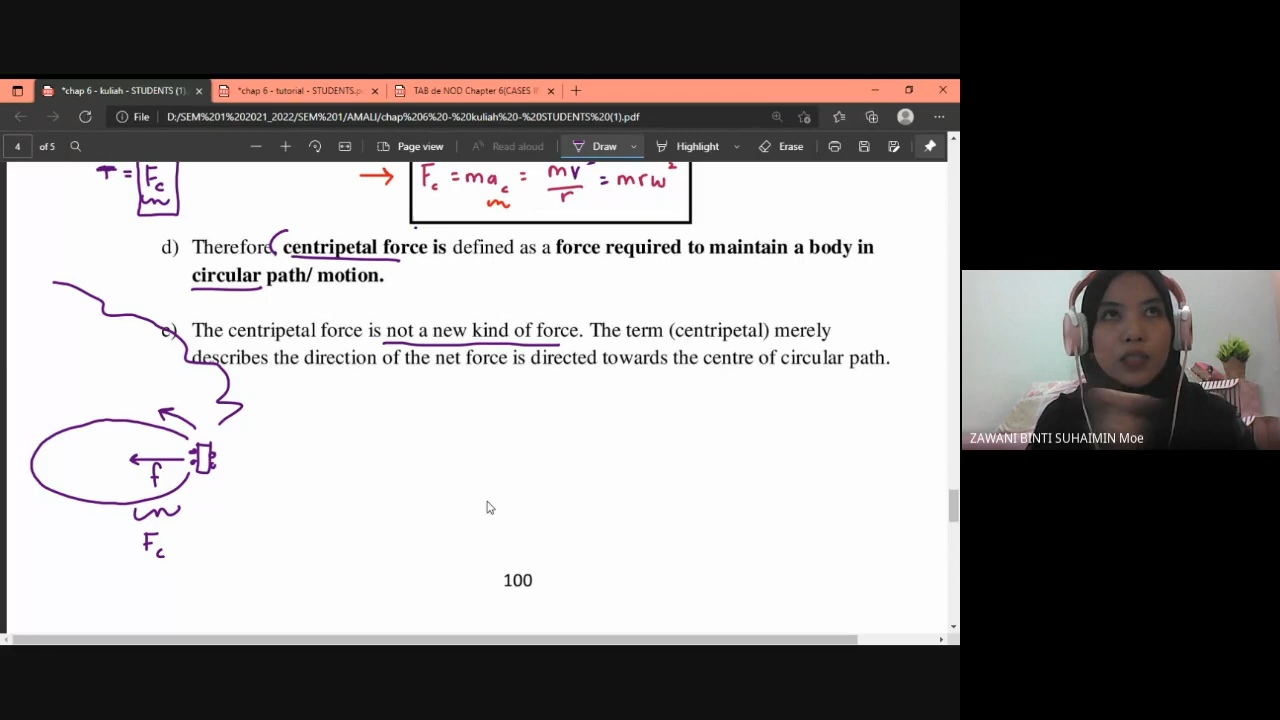 *chap 6 - kuliah - STUDENTS (1).
*chap 6 - tutorial - STUDENTS.p
TAB de NOD Chapter 6(CASES I
File
D:/SEM%201%202021_2022/SEM%201/AMALI/chap%206%20-%20kuliah%20-%20STUDENTS%20(1).pdf
4 of 5
Page view
Read aloud
Draw
Highlight
Erase
T = Fc
Fc = mac = mv²/r = mrw²
d) Therefore, centripetal force is defined as a force required to maintain a body in
circular path/ motion.
e) The centripetal force is not a new kind of force. The term (centripetal) merely
describes the direction of the net force is directed towards the centre of circular path.
f
Fc
100
ZAWANI BINTI SUHAIMIN Moe